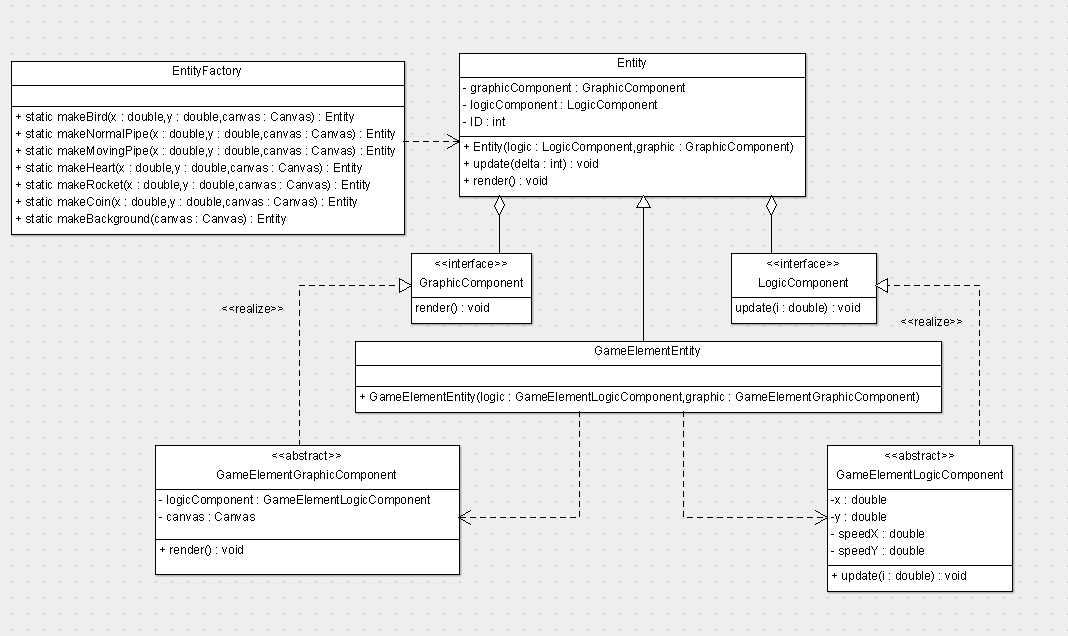 EntityFactory
+ static makeBird(x : double,y : double,canvas : Canvas) : Entity
+ static makeNormalPipe(x : double,y : double,canvas : Canvas) : Entity
+ static makeMovingPipe(x : double,y : double,canvas : Canvas) : Entity
+ static makeHeart(x : double,y : double,canvas : Canvas) : Entity
+ static makeRocket(x : double,y : double,canvas : Canvas) : Entity
+ static makeCoin(x : double,y : double,canvas : Canvas) : Entity
+ static makeBackground(canvas : Canvas) : Entity
Entity
- graphicComponent : GraphicComponent
- logicComponent : LogicComponent
- ID : int
+ Entity(logic : LogicComponent,graphic : GraphicComponent)
+ update(delta : int) : void
+ render() : void
<<interface>>
GraphicComponent
render() : void
<<interface>>
LogicComponent
update(i : double) : void
<<realize>>
<<realize>>
GameElementEntity
+ GameElementEntity(logic : GameElementLogicComponent,graphic : GameElementGraphicComponent)
<<abstract>>
GameElementGraphicComponent
- logicComponent : GameElementLogicComponent
- canvas : Canvas
+ render() : void
<<abstract>>
GameElementLogicComponent
-x : double
-y : double
- speedX : double
- speedY : double
+ update(i : double) : void